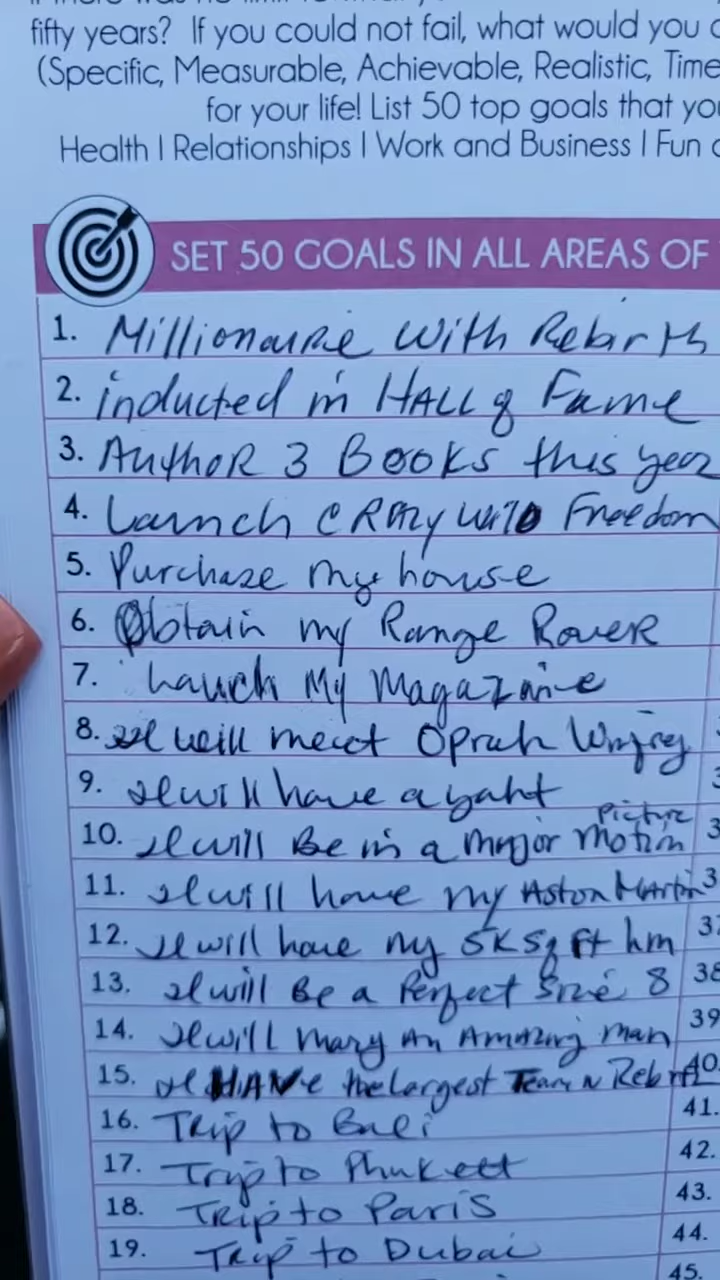 fifty years? If you could not fail, what would you
(Specific, Measurable, Achievable, Realistic, Time
for your life! List 50 top goals that you
Health | Relationships | Work and Business | Fun
SET 50 GOALS IN ALL AREAS OF
1. Millionairie With Rebirth
2. inducted in HALL of Fame
3. Author 3 Books this year
4. Launch CRAZY Wild Freedom
5. Purchase my house
6. Obtain my Range Rover
7. Lauch My Magazine
8. I will meet Oprah Winfrey
9. I will have a yaht
10. I will Be in a major Motion Picture
11. I will have my Aston Martin
12. I will have my 5K Sq ft hm
13. I will Be a Perfect Size 8
14. I will Marry An Amazing man
15. I HAVE the largest Team N Rebirth
16. Trip to Bali
17. Trip to Phukett
18. Trip to Paris
19. Trip to Dubai
38
39
40.
41.
42.
43.
44.
45.